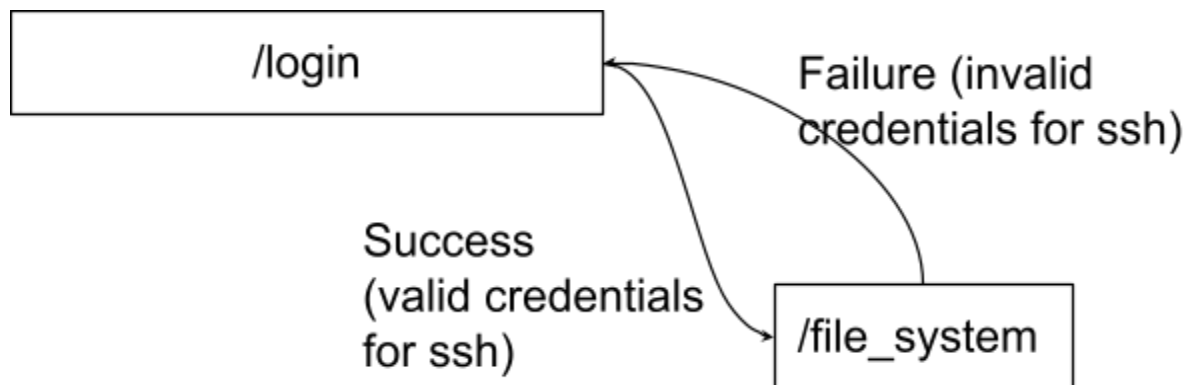 /login
Failure (invalid
credentials for ssh)
Success
(valid credentials
for ssh)
/file_system